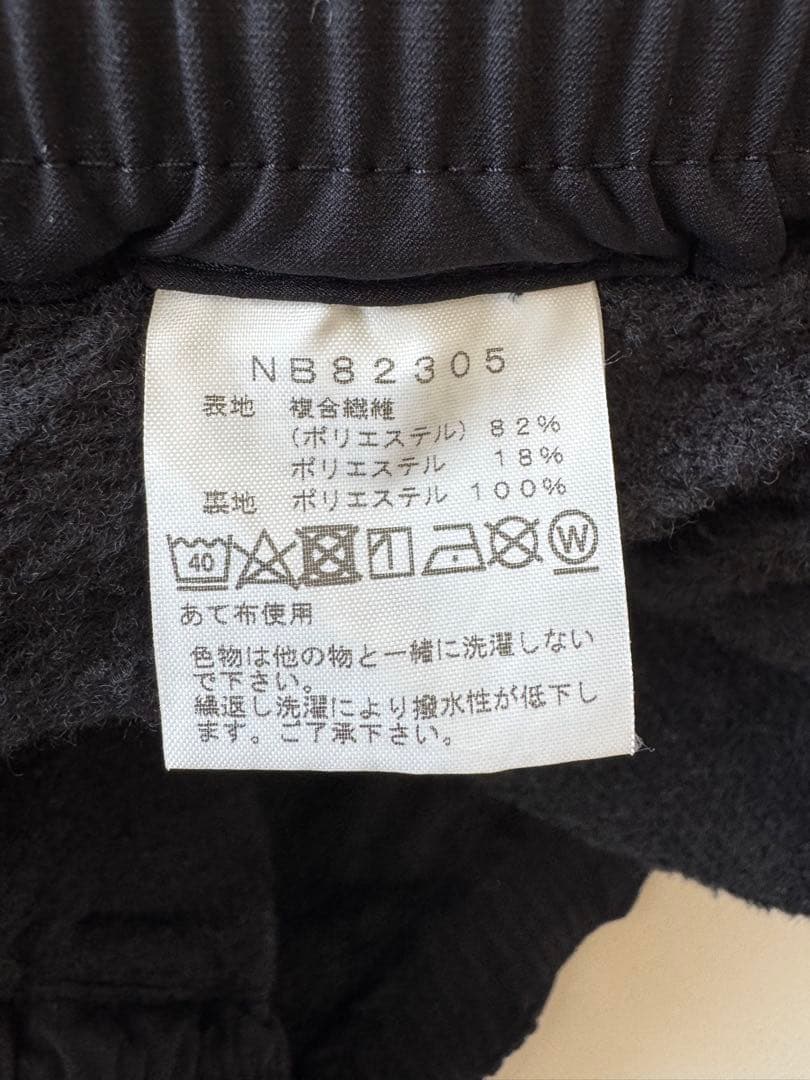 NB82305
表地 複合繊維
(ポリエステル) 82%
ポリエステル 18%
裏地 ポリエステル 100%
40 W
あて布使用
色物は他の物と一緒に洗濯しない
で下さい。
繰返し洗濯により撥水性が低下し
ます。ご了承下さい。